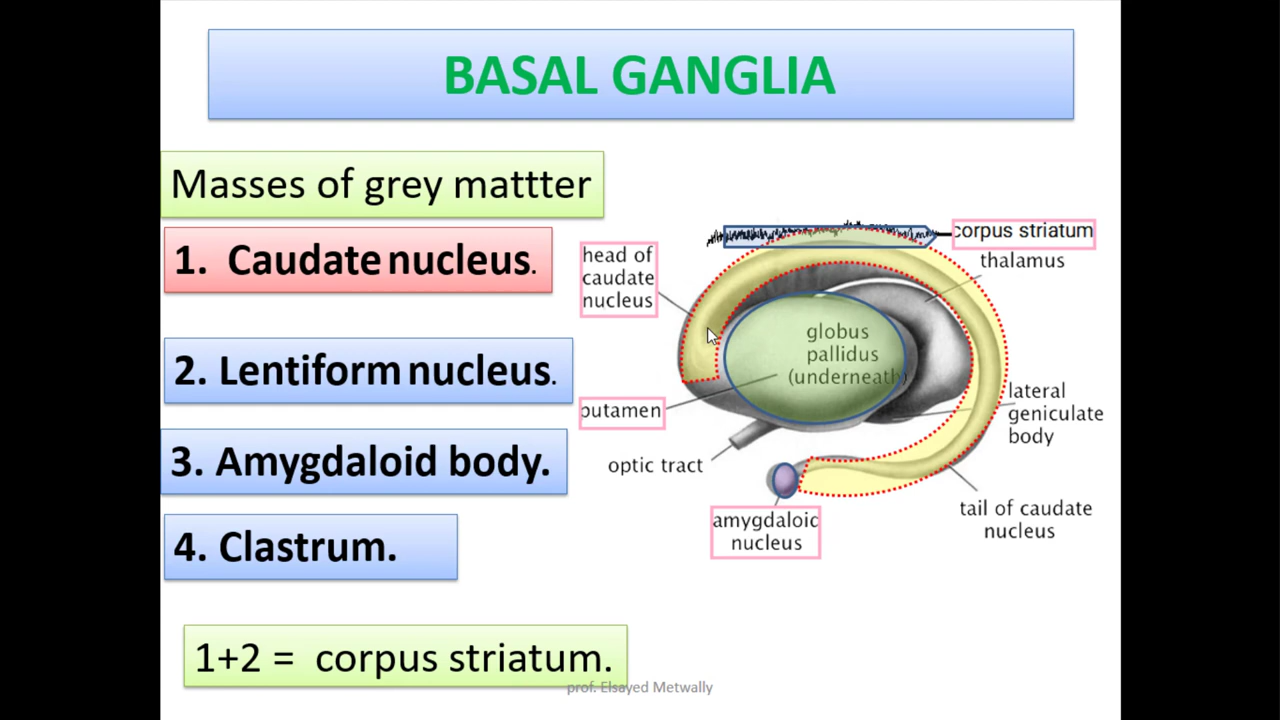 BASAL GANGLIA
Masses of grey mattter
1. Caudate nucleus.
2. Lentiform nucleus.
3. Amygdaloid body.
4. Clastrum.
1+2 = corpus striatum.
head of
caudate
nucleus
corpus striatum
thalamus
globus
pallidus
(underneath)
putamen
lateral
geniculate
body
optic tract
amygdaloid
nucleus
tail of caudate
nucleus
prof. Elsayed Metwally